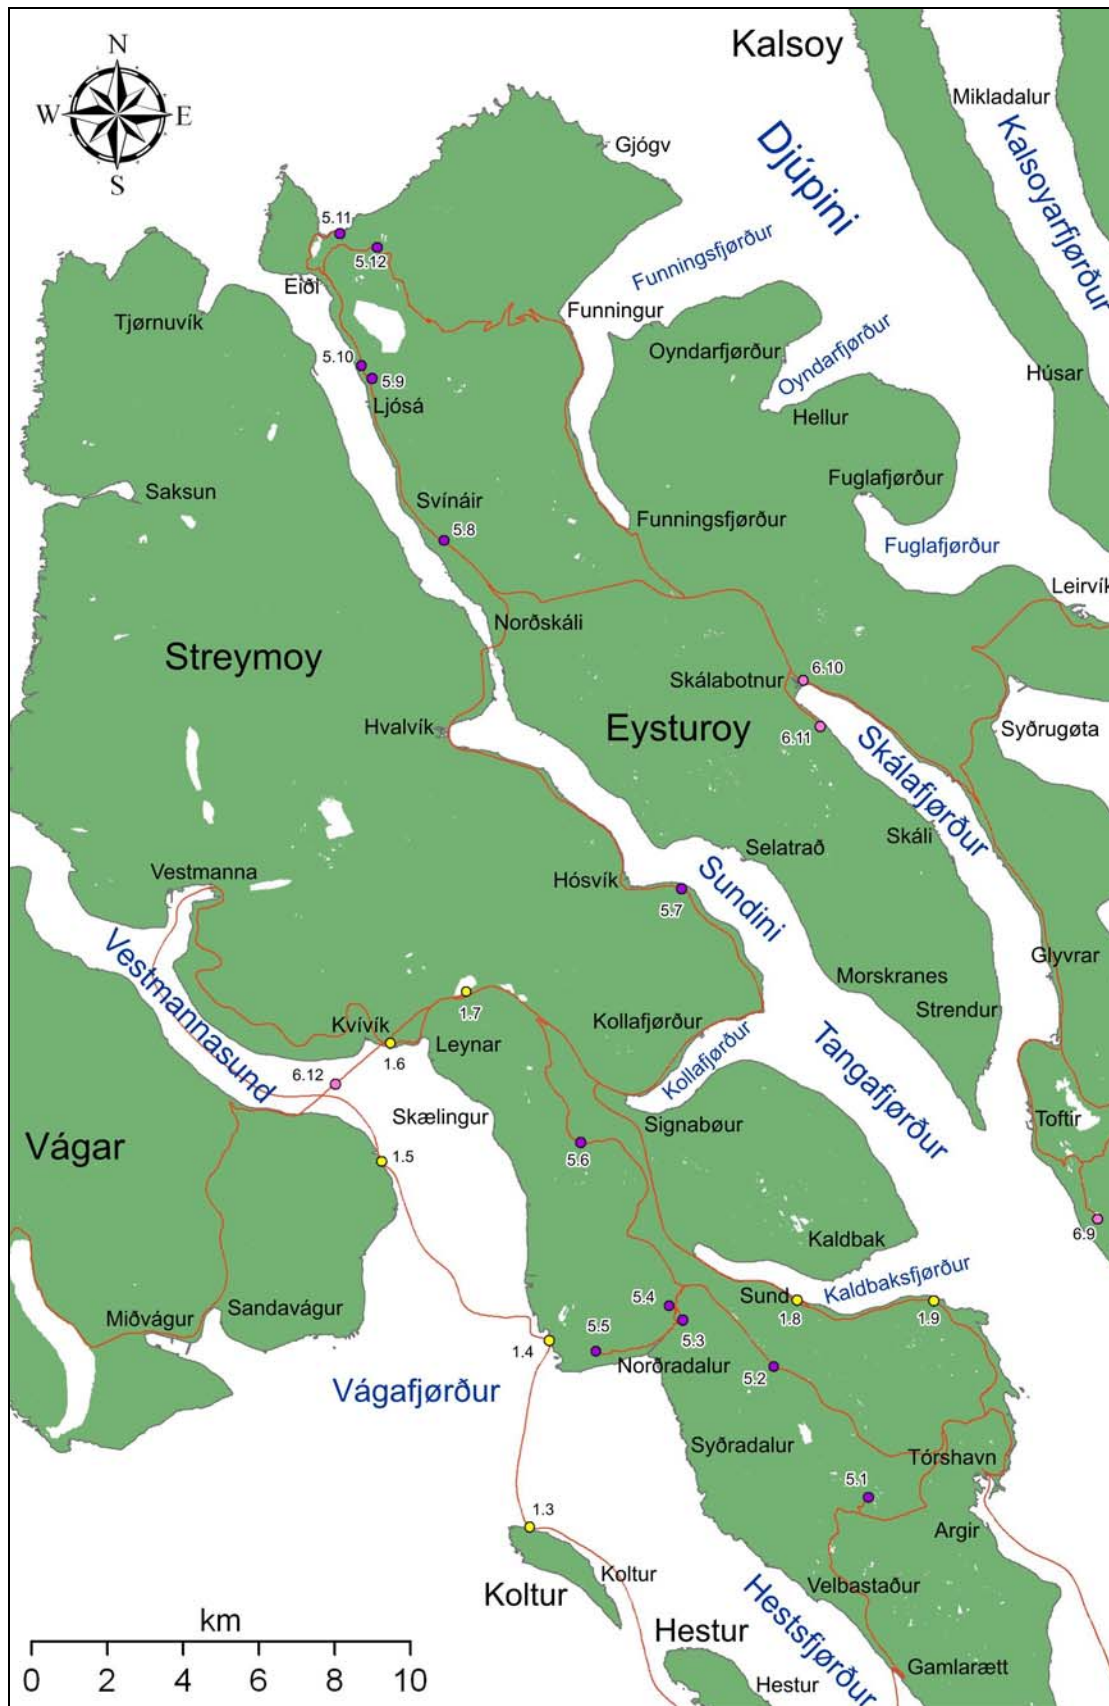 Kalsoy
N
W
E
S
Mikladalur
Kalsoyarfjørður
Djúpini
Gjógv
5.11
5.12
Funningsfjørður
Eiði
Funningur
Tjørnuvík
Oyndarfjørður
Oyndarfjørður
5.10
5.9
Húsar
Ljósá
Hellur
Saksun
Svínáir
Fuglafjørður
5.8
Funningsfjørður
Fuglafjørður
Leirvík
Norðskáli
Streymoy
Skálabotnur
6.10
Hvalvík
Eysturoy
6.11
Syðrugøta
Skálafjørður
Skáli
Selatrað
Vestmanna
Hósvík
5.7
Sundini
Vestmannasund
Glyvrar
Morskranes
Strendur
1.7
Kvívík
Kollafjørður
Leynar
1.6
Kollafjørður
Tangafjørður
6.12
Skælingur
Signabøur
Toftir
Vágar
1.5
5.6
6.9
Kaldbak
Kaldbaksfjørður
Sund
5.4
1.8
1.9
Miðvágur
Sandavágur
5.3
1.4
5.5
Norðradalur
5.2
Vágafjørður
Syðradalur
Tórshavn
5.1
1.3
Argir
Koltur
Koltur
Velbastaður
Hestsfjørður
km
Hestur
Gamlarætt
0 2 4 6 8 10
Hestur